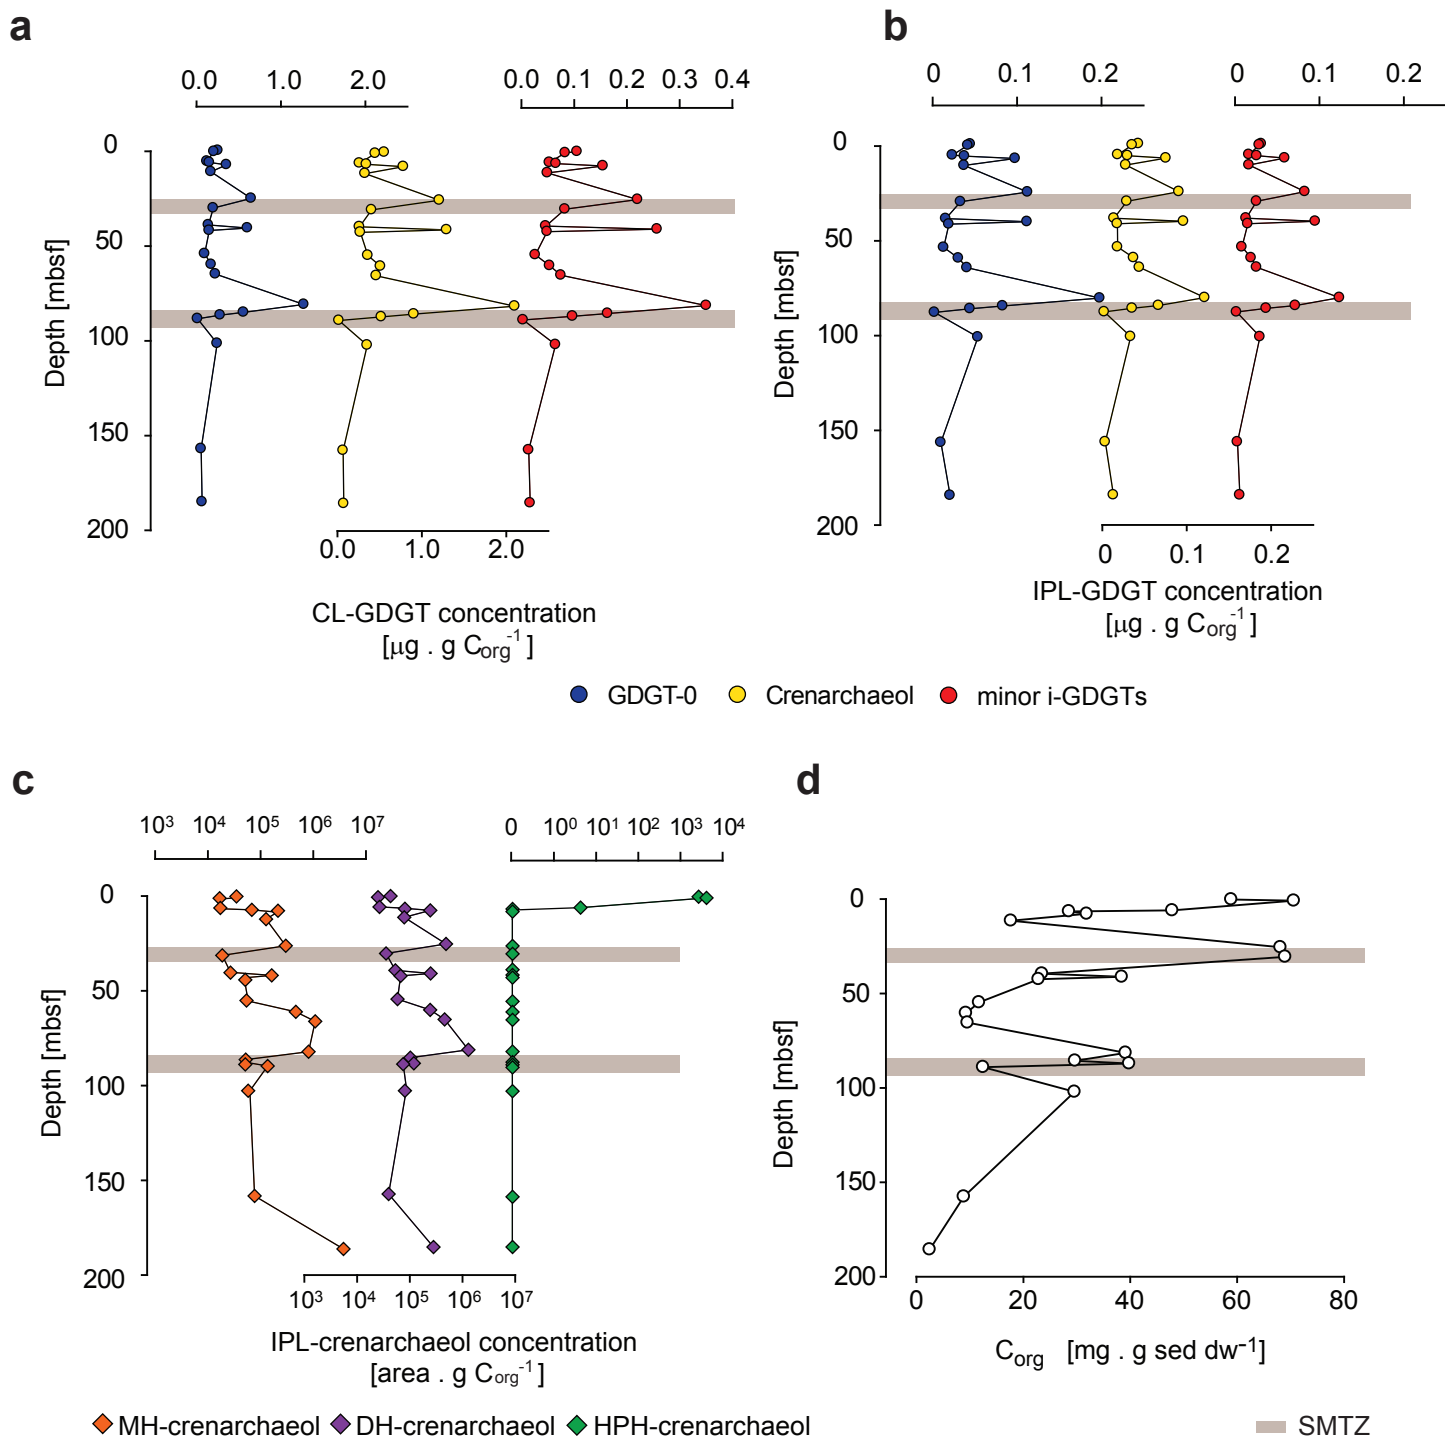 a
b
0.0 1.0 2.0 0.0 0.1 0.2 0.3 0.4
0 0.1 0.2 0 0.1 0.2
0
50
100
150
200
Depth [mbsf]
0.0 1.0 2.0
CL-GDGT concentration
[μg . g Corg-1 ]
0
50
100
150
200
Depth [mbsf]
0 0.1 0.2
IPL-GDGT concentration
[μg . g Corg1 ]
GDGT-0 Crenarchaeol minor i-GDGTs
c
d
10³ 10⁴ 10⁵ 10⁶ 10⁷ 0 10⁰ 10¹ 10² 10³ 10⁴
0
50
100
150
200
Depth [mbsf]
10³ 10⁴ 10⁵ 10⁶ 10⁷
IPL-crenarchaeol concentration
[area . g Corg-1 ]
0
50
100
150
200
Depth [mbsf]
0 20 40 60 80
Corg [mg . g sed dw-1]
MH-crenarchaeol DH-crenarchaeol HPH-crenarchaeol
SMTZ